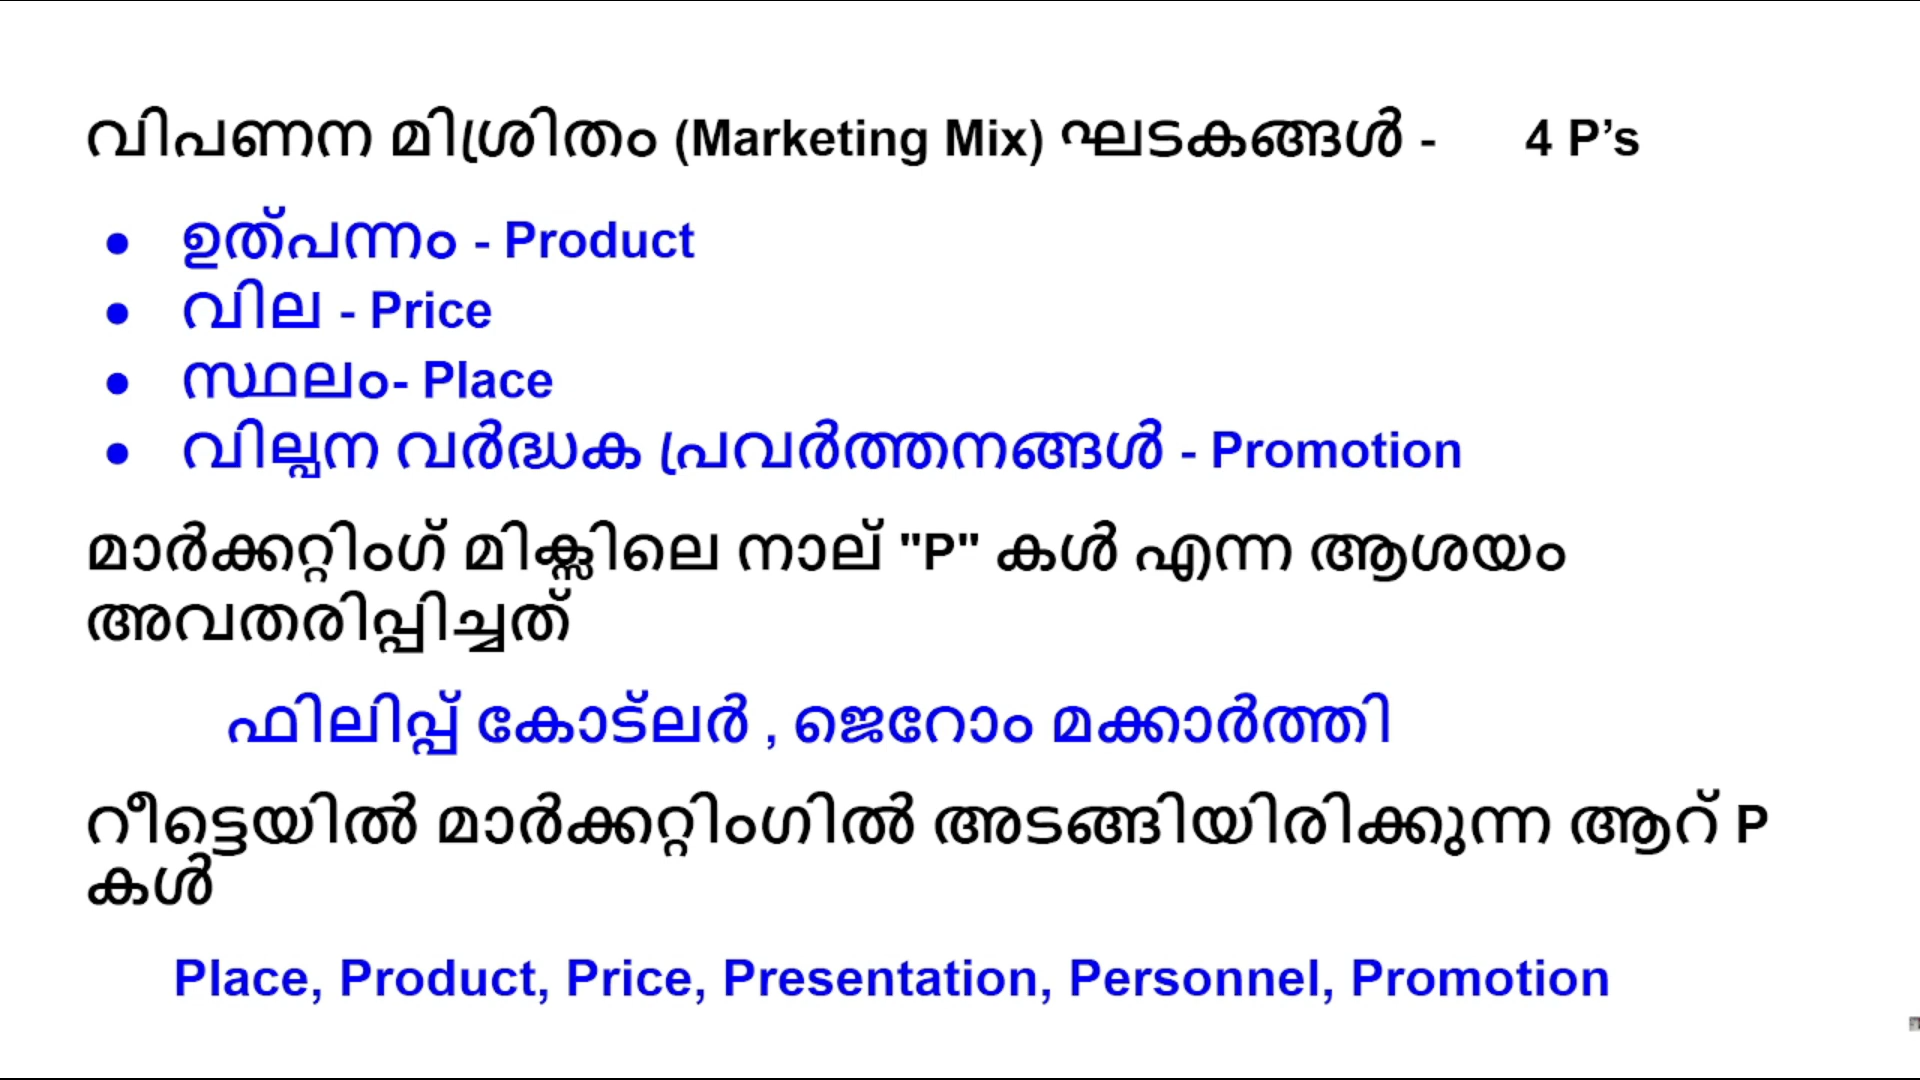 വിപണന മിശ്രിതം (Marketing Mix) ഘടകങ്ങൾ - 4 P’s
● ഉത്പന്നം - Product
● വില - Price
● സ്ഥലം- Place
● വില്പന വർദ്ധക പ്രവർത്തനങ്ങൾ - Promotion
മാർക്കറ്റിംഗ് മിക്സിലെ നാല് "P" കൾ എന്ന ആശയം
അവതരിപ്പിച്ചത്
ഫിലിപ്പ് കോട്ലർ , ജെറോം മക്കാർത്തി
റീട്ടെയിൽ മാർക്കറ്റിംഗിൽ അടങ്ങിയിരിക്കുന്ന ആറ് P
കൾ
Place, Product, Price, Presentation, Personnel, Promotion